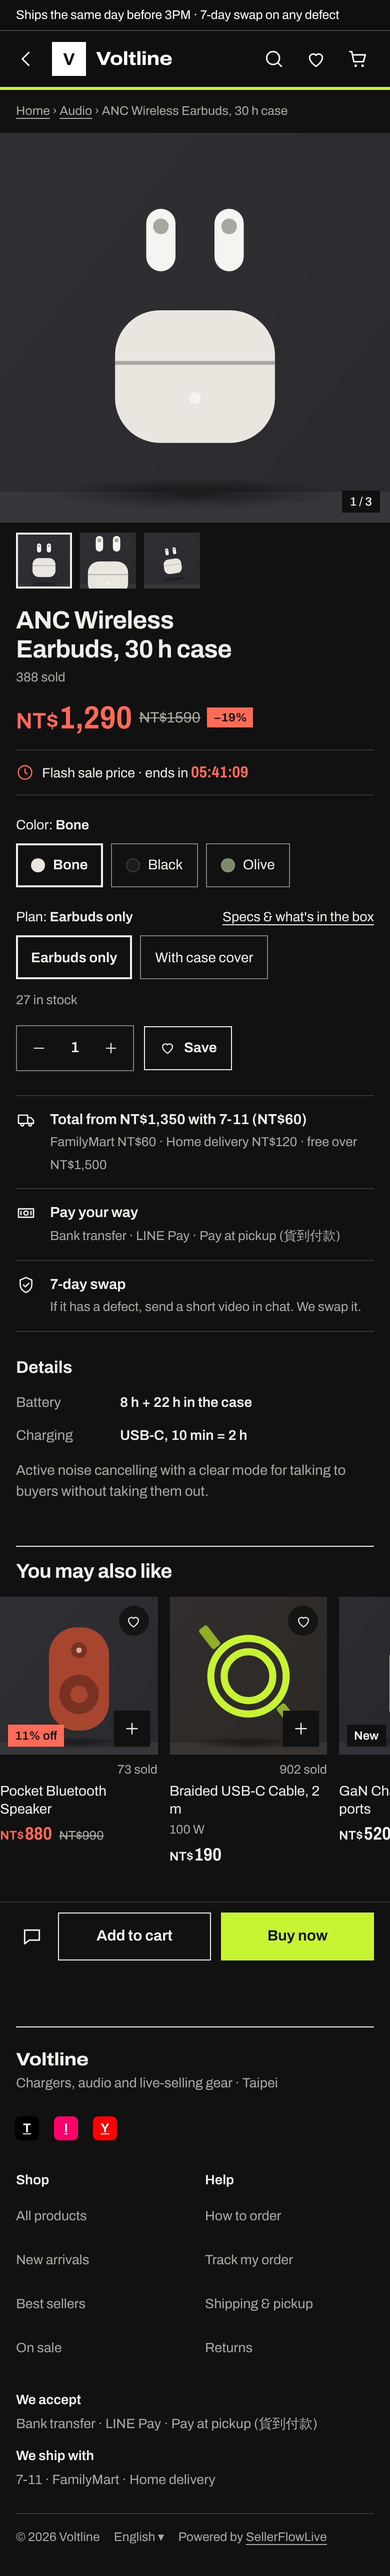 Ships the same day before 3PM · 7-day swap on any defect
V Voltline
Home › Audio › ANC Wireless Earbuds, 30 h case
1 / 3
ANC Wireless
Earbuds, 30 h case
388 sold
NT$1,290 NT$1590 −19%
Flash sale price · ends in 05:41:09
Color: Bone
Bone Black Olive
Plan: Earbuds only Specs & what's in the box
Earbuds only With case cover
27 in stock
− 1 + Save
Total from NT$1,350 with 7-11 (NT$60)
FamilyMart NT$60 · Home delivery NT$120 · free over
NT$1,500
Pay your way
Bank transfer · LINE Pay · Pay at pickup (貨到付款)
7-day swap
If it has a defect, send a short video in chat. We swap it.
Details
Battery 8 h + 22 h in the case
Charging USB-C, 10 min = 2 h
Active noise cancelling with a clear mode for talking to
buyers without taking them out.
You may also like
11% off
New
73 sold
Pocket Bluetooth
Speaker
NT$880 NT$990
902 sold
Braided USB-C Cable, 2
m
100 W
NT$190
GaN Ch
ports
NT$520
Add to cart Buy now
Voltline
Chargers, audio and live-selling gear · Taipei
T I Y
Shop Help
All products How to order
New arrivals Track my order
Best sellers Shipping & pickup
On sale Returns
We accept
Bank transfer · LINE Pay · Pay at pickup (貨到付款)
We ship with
7-11 · FamilyMart · Home delivery
© 2026 Voltline English ▾ Powered by SellerFlowLive